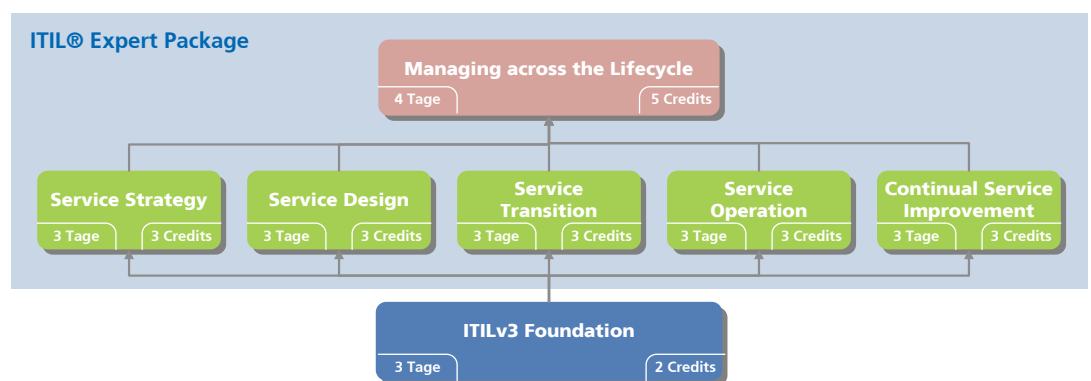 ITIL® Expert Package
Managing across the Lifecycle
4 Tage
5 Credits
Service Strategy
3 Tage
3 Credits
Service Design
3 Tage
3 Credits
Service
Transition
3 Tage
3 Credits
Service
Operation
3 Tage
3 Credits
Continual Service
Improvement
3 Tage
3 Credits
ITILv3 Foundation
3 Tage
2 Credits